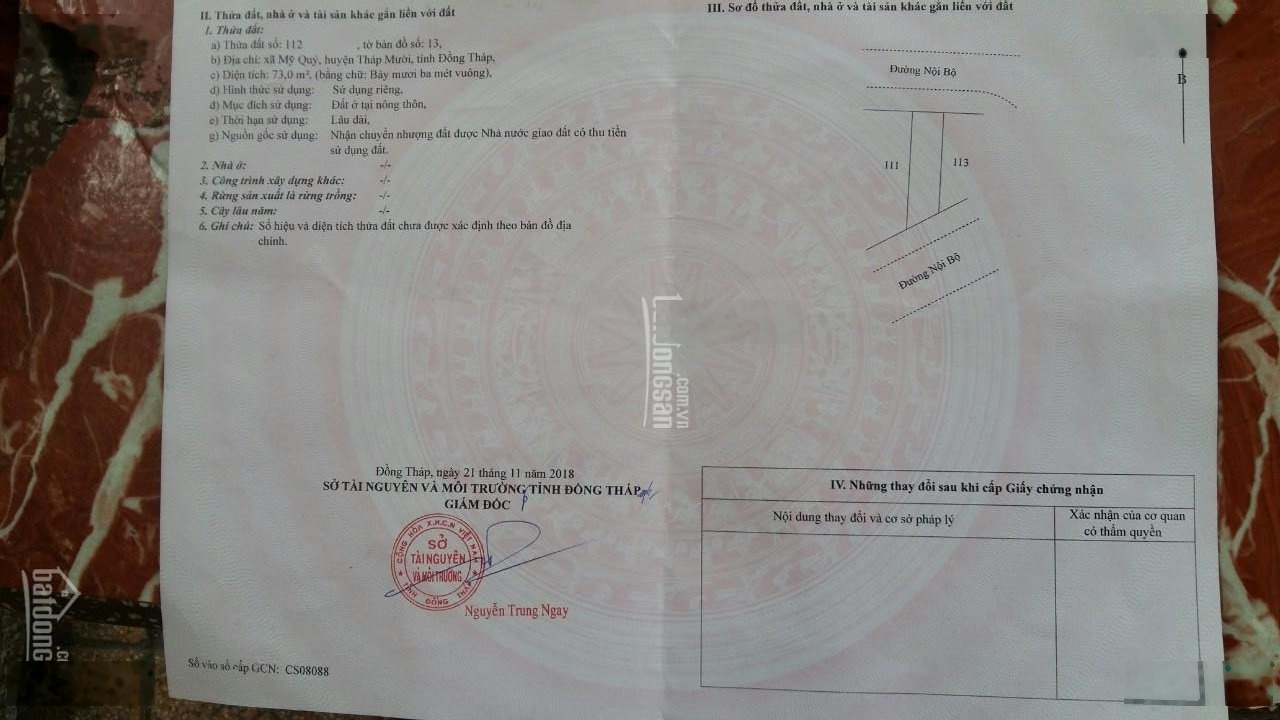 II. Thửa đất, nhà ở và tài sản khác gắn liền với đất
1. Thửa đất:
a) Thửa đất số: 112 , tờ bản đồ số: 13,
b) Địa chỉ: xã Mỹ Quý, huyện Tháp Mười, tỉnh Đồng Tháp,
c) Diện tích: 73,0 m², (bằng chữ: Bảy mươi ba mét vuông),
d) Hình thức sử dụng: Sử dụng riêng,
đ) Mục đích sử dụng: Đất ở tại nông thôn,
e) Thời hạn sử dụng: Lâu dài,
g) Nguồn gốc sử dụng: Nhận chuyển nhượng đất được Nhà nước giao đất có thu tiền
sử dụng đất.
2. Nhà ở: -/-
3. Công trình xây dựng khác: -/-
4. Rừng sản xuất là rừng trồng: -/-
5. Cây lâu năm: -/-
6. Ghi chú: Số hiệu và diện tích thửa đất chưa được xác định theo bản đồ địa
chính.
Đồng Tháp, ngày 21 tháng 11 năm 2018
SỞ TÀI NGUYÊN VÀ MÔI TRƯỜNG TỈNH ĐỒNG THÁP
GIÁM ĐỐC
CỘNG HÒA X.H.C.N VIỆT NAM
SỞ
TÀI NGUYÊN
VÀ MÔI TRƯỜNG
TỈNH ĐỒNG THÁP
Nguyễn Trung Ngay
Số vào sổ cấp GCN: CS08088
III. Sơ đồ thửa đất, nhà ở và tài sản khác gắn liền với đất
Đường Nội Bộ
B
111
113
Đường Nội Bộ
IV. Những thay đổi sau khi cấp Giấy chứng nhận
Nội dung thay đổi và cơ sở pháp lý
Xác nhận của cơ quan
có thẩm quyền
batdong
.com.vn